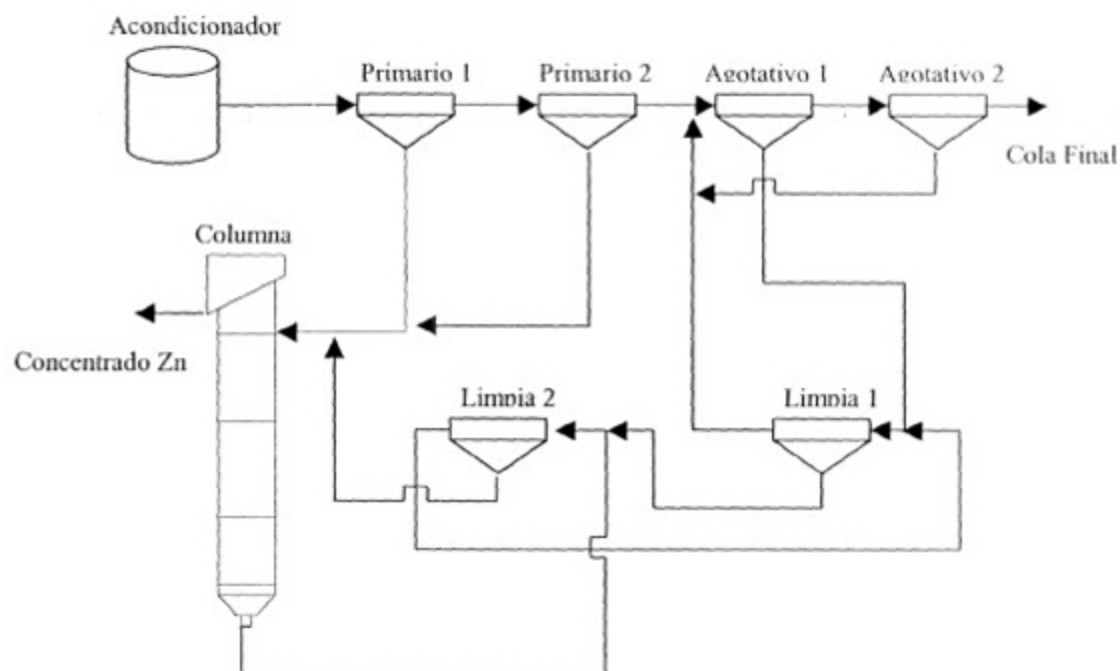 Acondicionador
Primario 1
Primario 2
Agotativo 1
Agotativo 2
Cola Final
Columna
Concentrado Zn
Limpia 2
Limpia 1